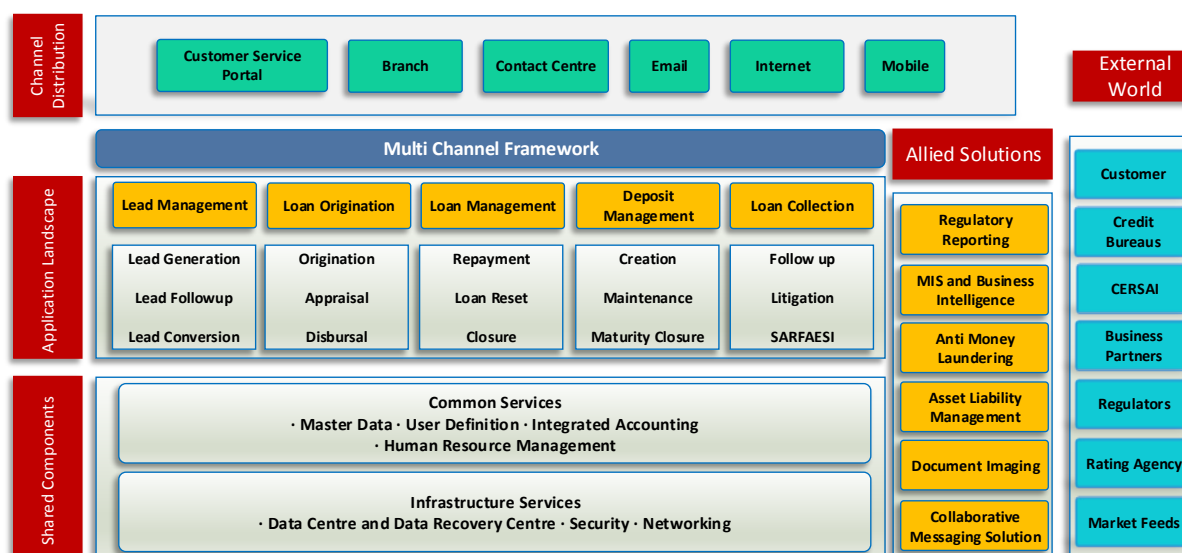 Channel
Distribution
Customer Service
Portal
Branch
Contact Centre
Email
Internet
Mobile
External
World
Multi Channel Framework
Allied Solutions
Application Landscape
Lead Management
Loan Origination
Loan Management
Deposit
Management
Loan Collection
Lead Generation
Lead Followup
Lead Conversion
Origination
Appraisal
Disbursal
Repayment
Loan Reset
Closure
Creation
Maintenance
Maturity Closure
Follow up
Litigation
SARFAESI
Shared Components
Common Services
· Master Data · User Definition · Integrated Accounting
· Human Resource Management
Infrastructure Services
· Data Centre and Data Recovery Centre · Security · Networking
Regulatory
Reporting
MIS and Business
Intelligence
Anti Money
Laundering
Asset Liability
Management
Document Imaging
Collaborative
Messaging Solution
Customer
Credit
Bureaus
CERSAI
Business
Partners
Regulators
Rating Agency
Market Feeds